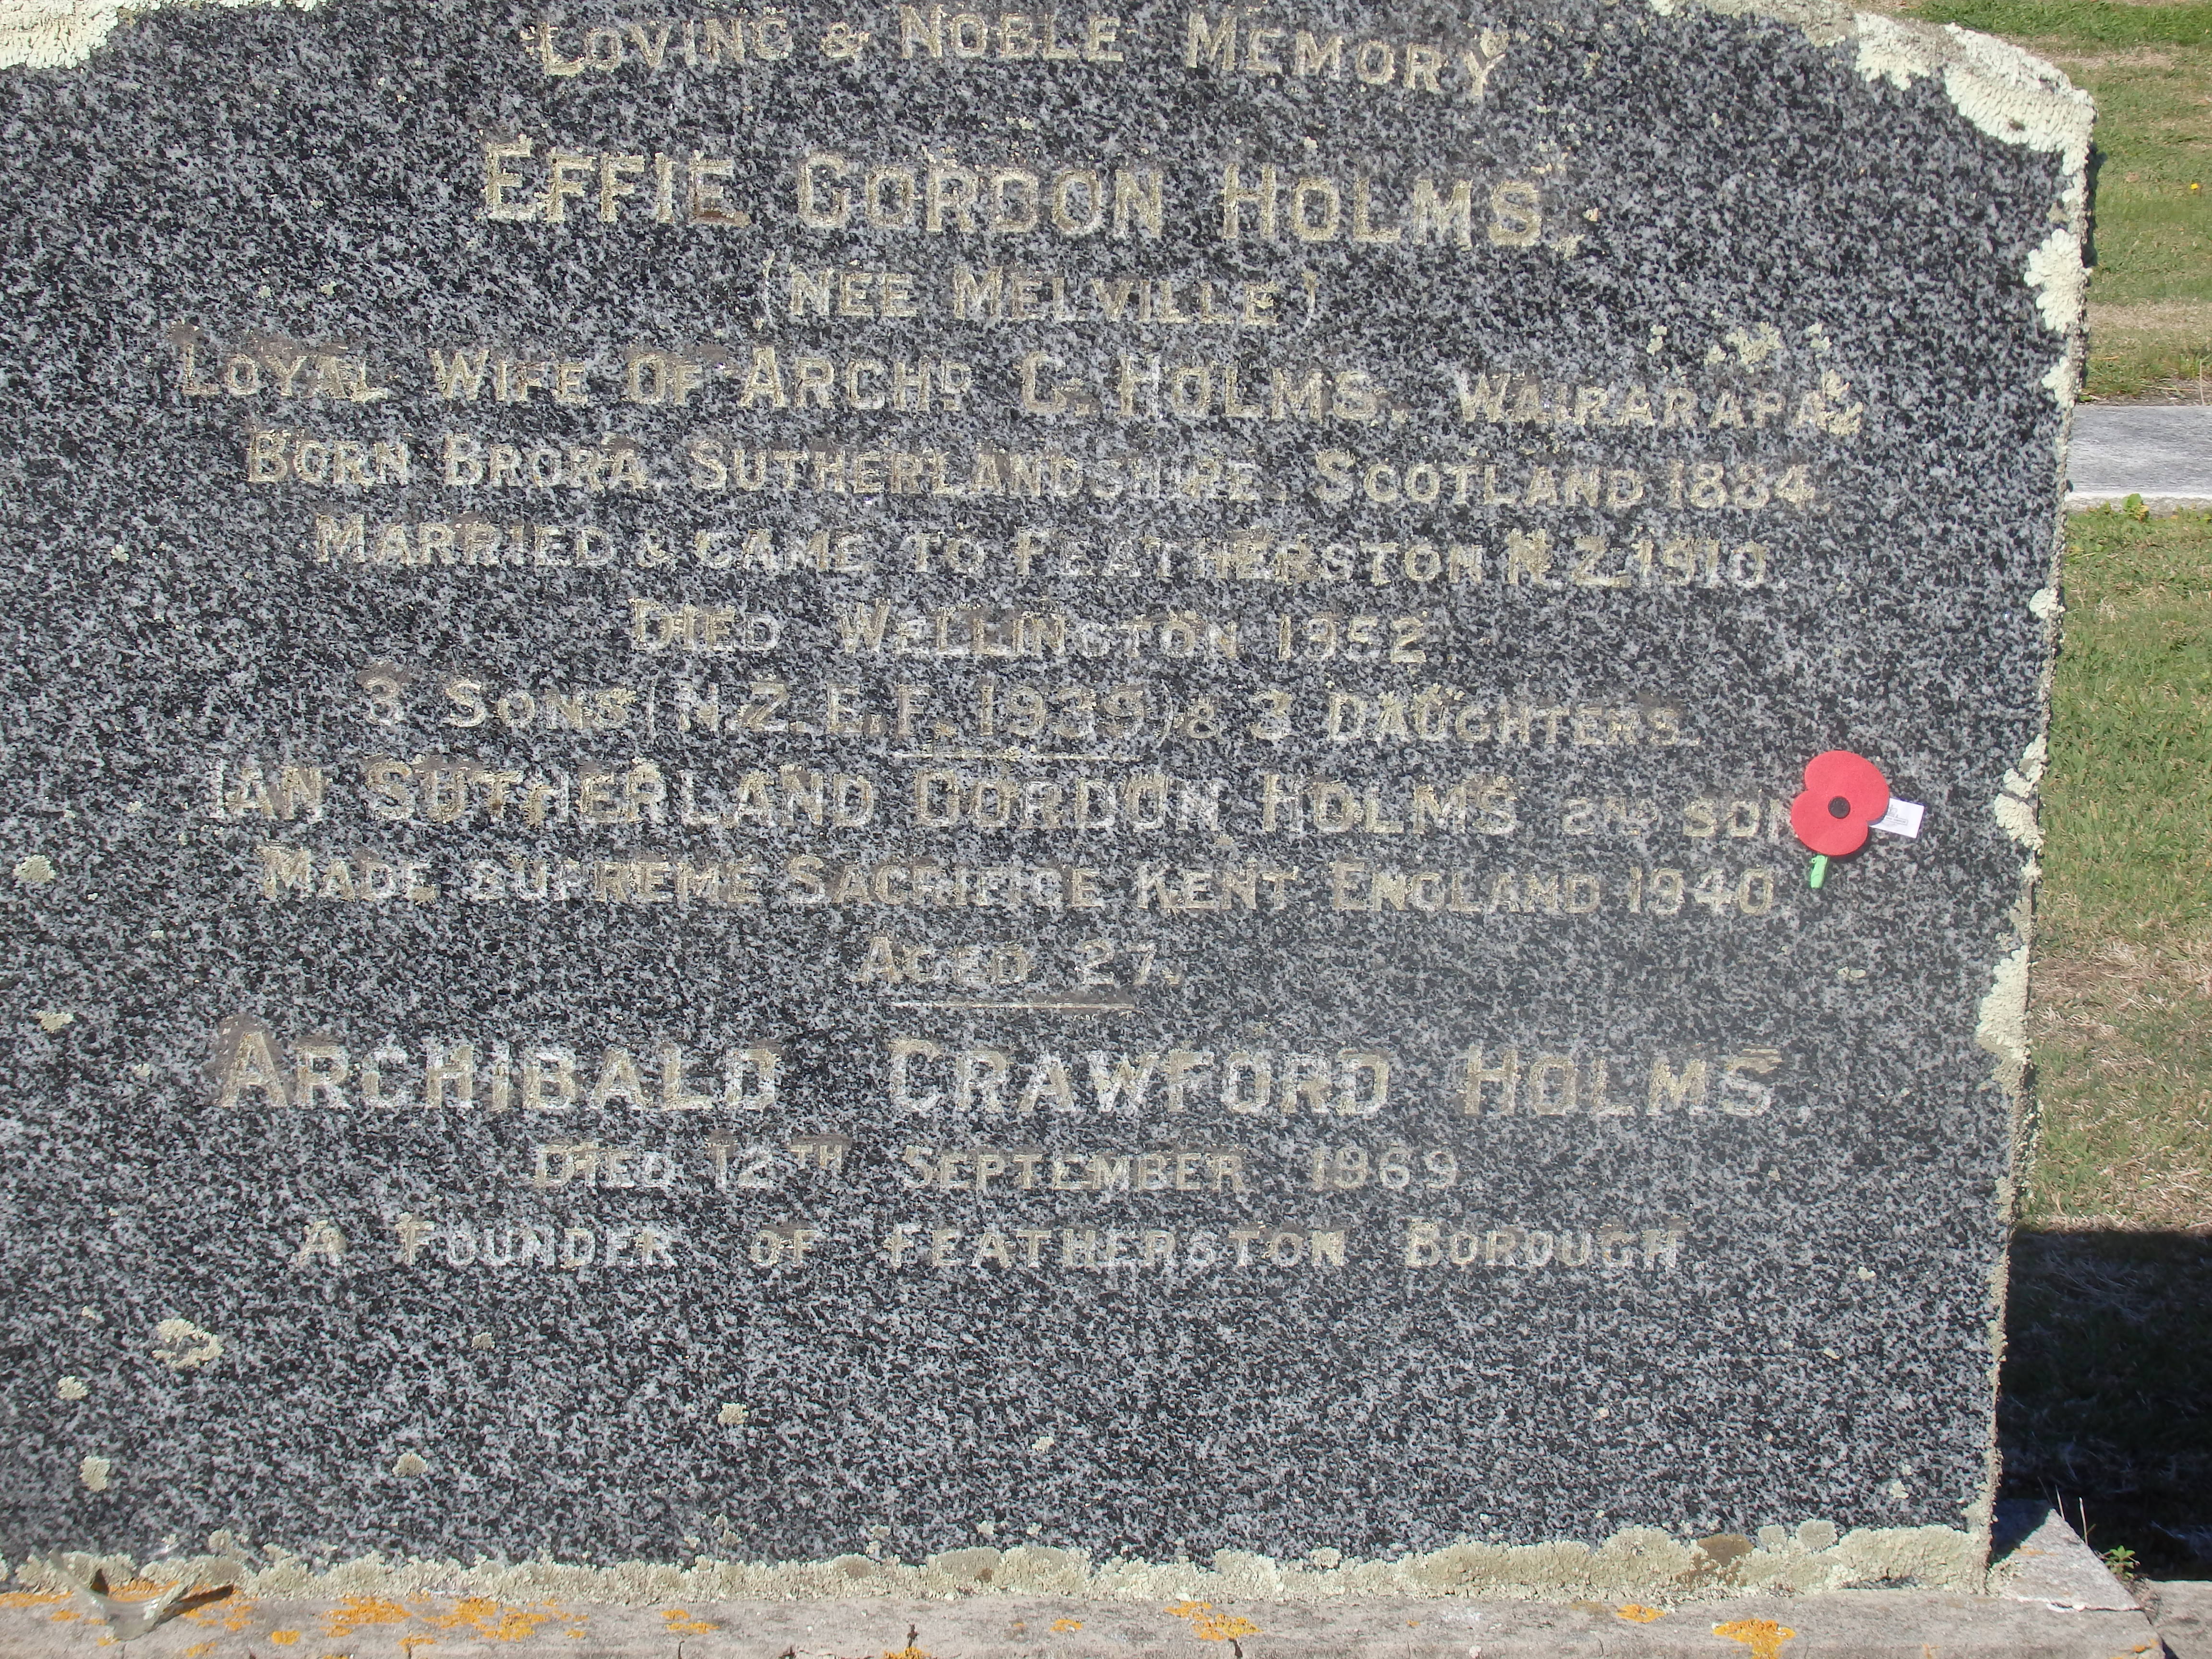 LOVING & NOBLE MEMORY
EFFIE GORDON HOLMS.
(NEE MELVILLE)
LOYAL WIFE OF ARCHD C. HOLMS. WAIRARAPA.
BORN BRORA. SUTHERLANDSHIRE. SCOTLAND 1884
MARRIED & CAME TO FEATHERSTON N.Z. 1910.
DIED WELLINGTON 1952.
3 SONS (N.Z.E.F. 1939) & 3 DAUGHTERS.
IAN SUTHERLAND GORDON HOLMS 2ND SON
MADE SUPREME SACRIFICE KENT ENGLAND 1940
AGED 27.
ARCHIBALD CRAWFORD HOLMS.
DIED 12TH SEPTEMBER 1969
A FOUNDER OF FEATHERSTON BOROUGH